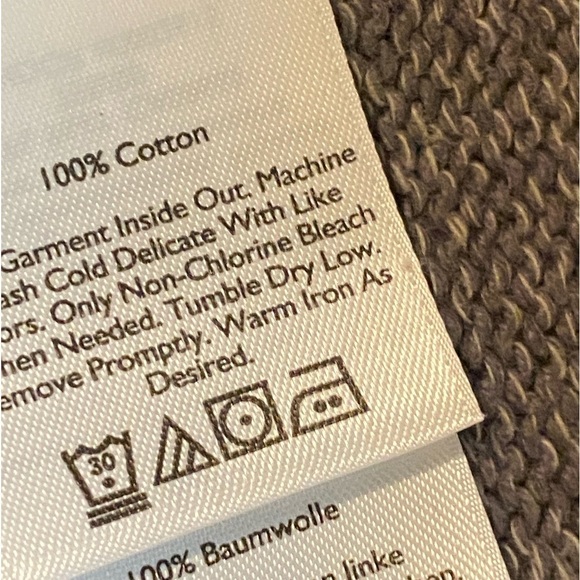 100% Cotton
Garment Inside Out. Machine
ash Cold Delicate With Like
ors. Only Non-Chlorine Bleach
hen Needed. Tumble Dry Low.
emove Promptly. Warm Iron As
Desired.
30
100% Baumwolle
n linke